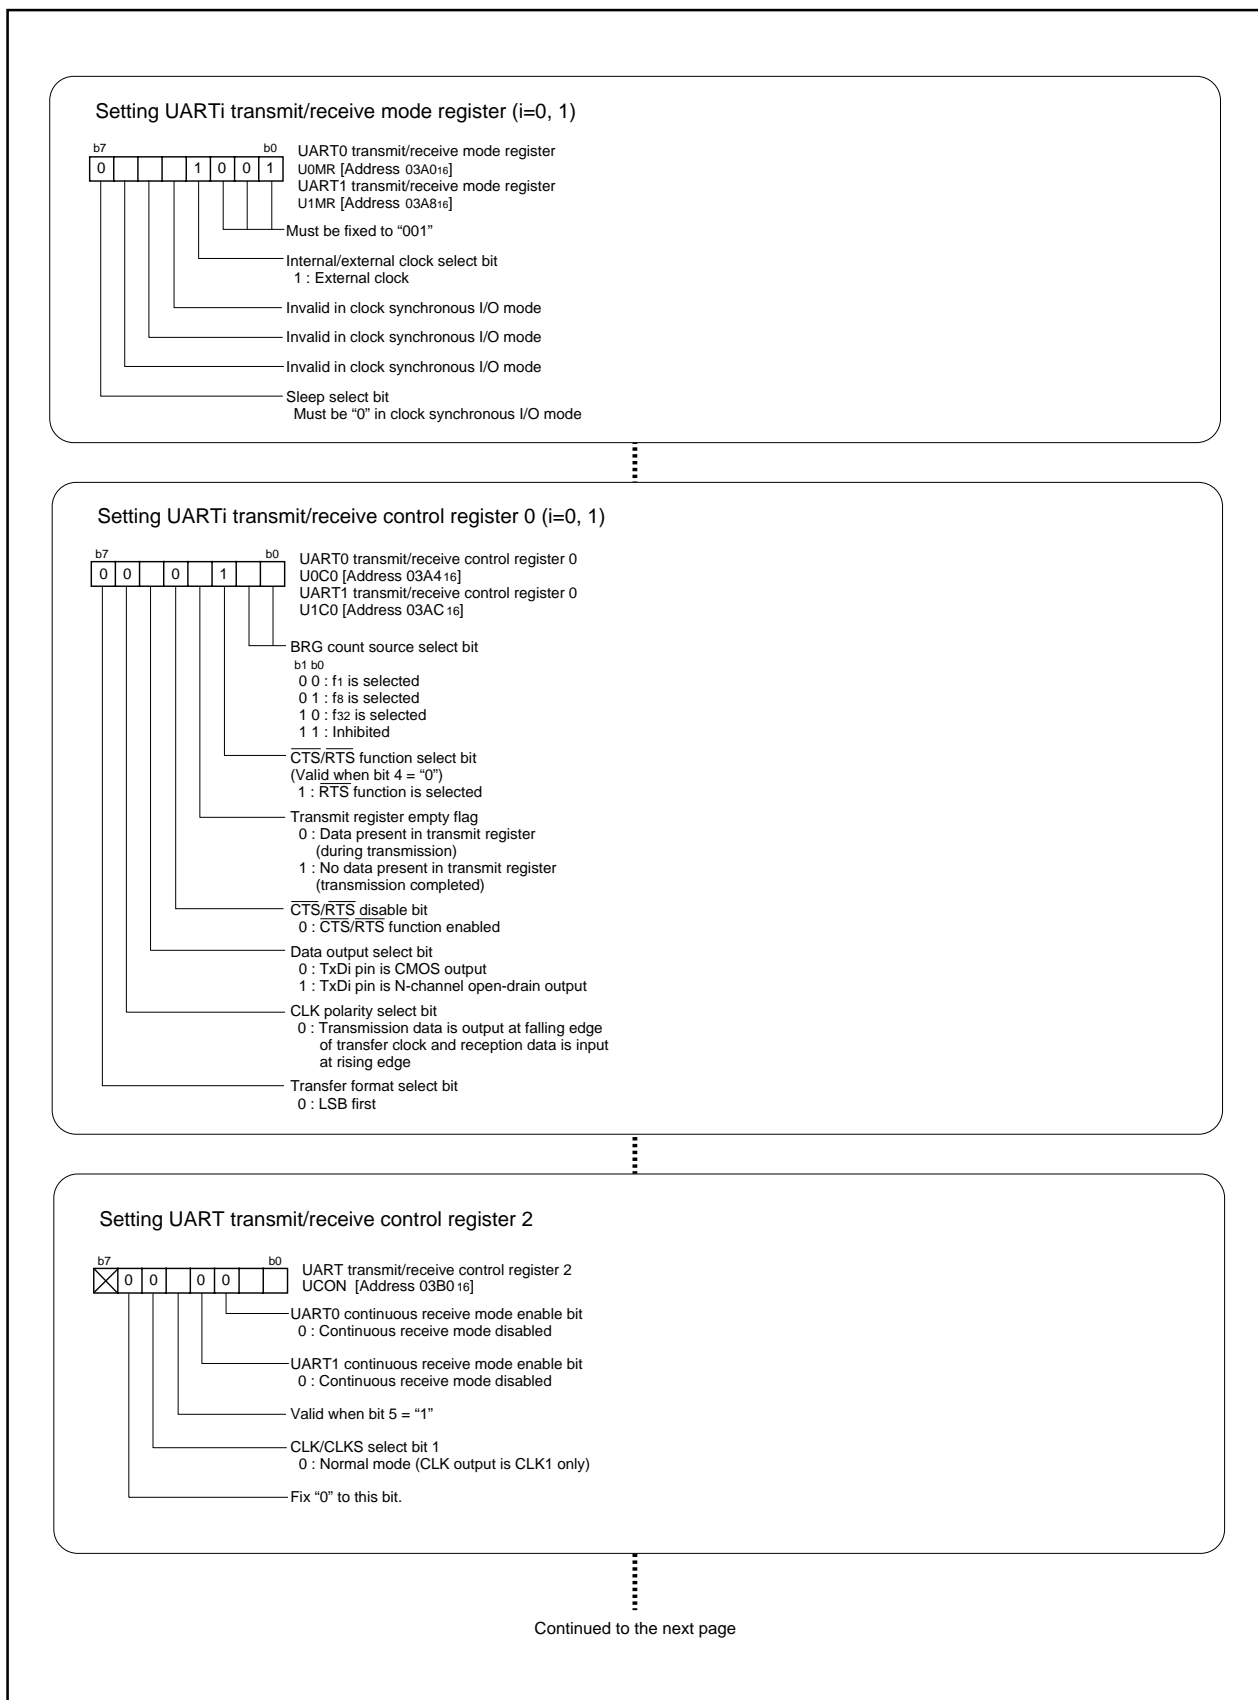 Setting UARTi transmit/receive mode register (i=0, 1)
b7 b0
0 1 0 0 1
UART0 transmit/receive mode register
U0MR [Address 03A016]
UART1 transmit/receive mode register
U1MR [Address 03A816]
Must be fixed to “001”
Internal/external clock select bit
1 : External clock
Invalid in clock synchronous I/O mode
Invalid in clock synchronous I/O mode
Invalid in clock synchronous I/O mode
Sleep select bit
Must be “0” in clock synchronous I/O mode
Setting UARTi transmit/receive control register 0 (i=0, 1)
b7 b0
0 0 0 1
UART0 transmit/receive control register 0
U0C0 [Address 03A416]
UART1 transmit/receive control register 0
U1C0 [Address 03AC16]
BRG count source select bit
b1 b0
0 0 : f1 is selected
0 1 : f8 is selected
1 0 : f32 is selected
1 1 : Inhibited
CTS/RTS function select bit
(Valid when bit 4 = “0”)
1 : RTS function is selected
Transmit register empty flag
0 : Data present in transmit register
(during transmission)
1 : No data present in transmit register
(transmission completed)
CTS/RTS disable bit
0 : CTS/RTS function enabled
Data output select bit
0 : TxDi pin is CMOS output
1 : TxDi pin is N-channel open-drain output
CLK polarity select bit
0 : Transmission data is output at falling edge
of transfer clock and reception data is input
at rising edge
Transfer format select bit
0 : LSB first
Setting UART transmit/receive control register 2
b7 b0
0 0 0 0
UART transmit/receive control register 2
UCON [Address 03B016]
UART0 continuous receive mode enable bit
0 : Continuous receive mode disabled
UART1 continuous receive mode enable bit
0 : Continuous receive mode disabled
Valid when bit 5 = “1”
CLK/CLKS select bit 1
0 : Normal mode (CLK output is CLK1 only)
Fix “0” to this bit.
Continued to the next page